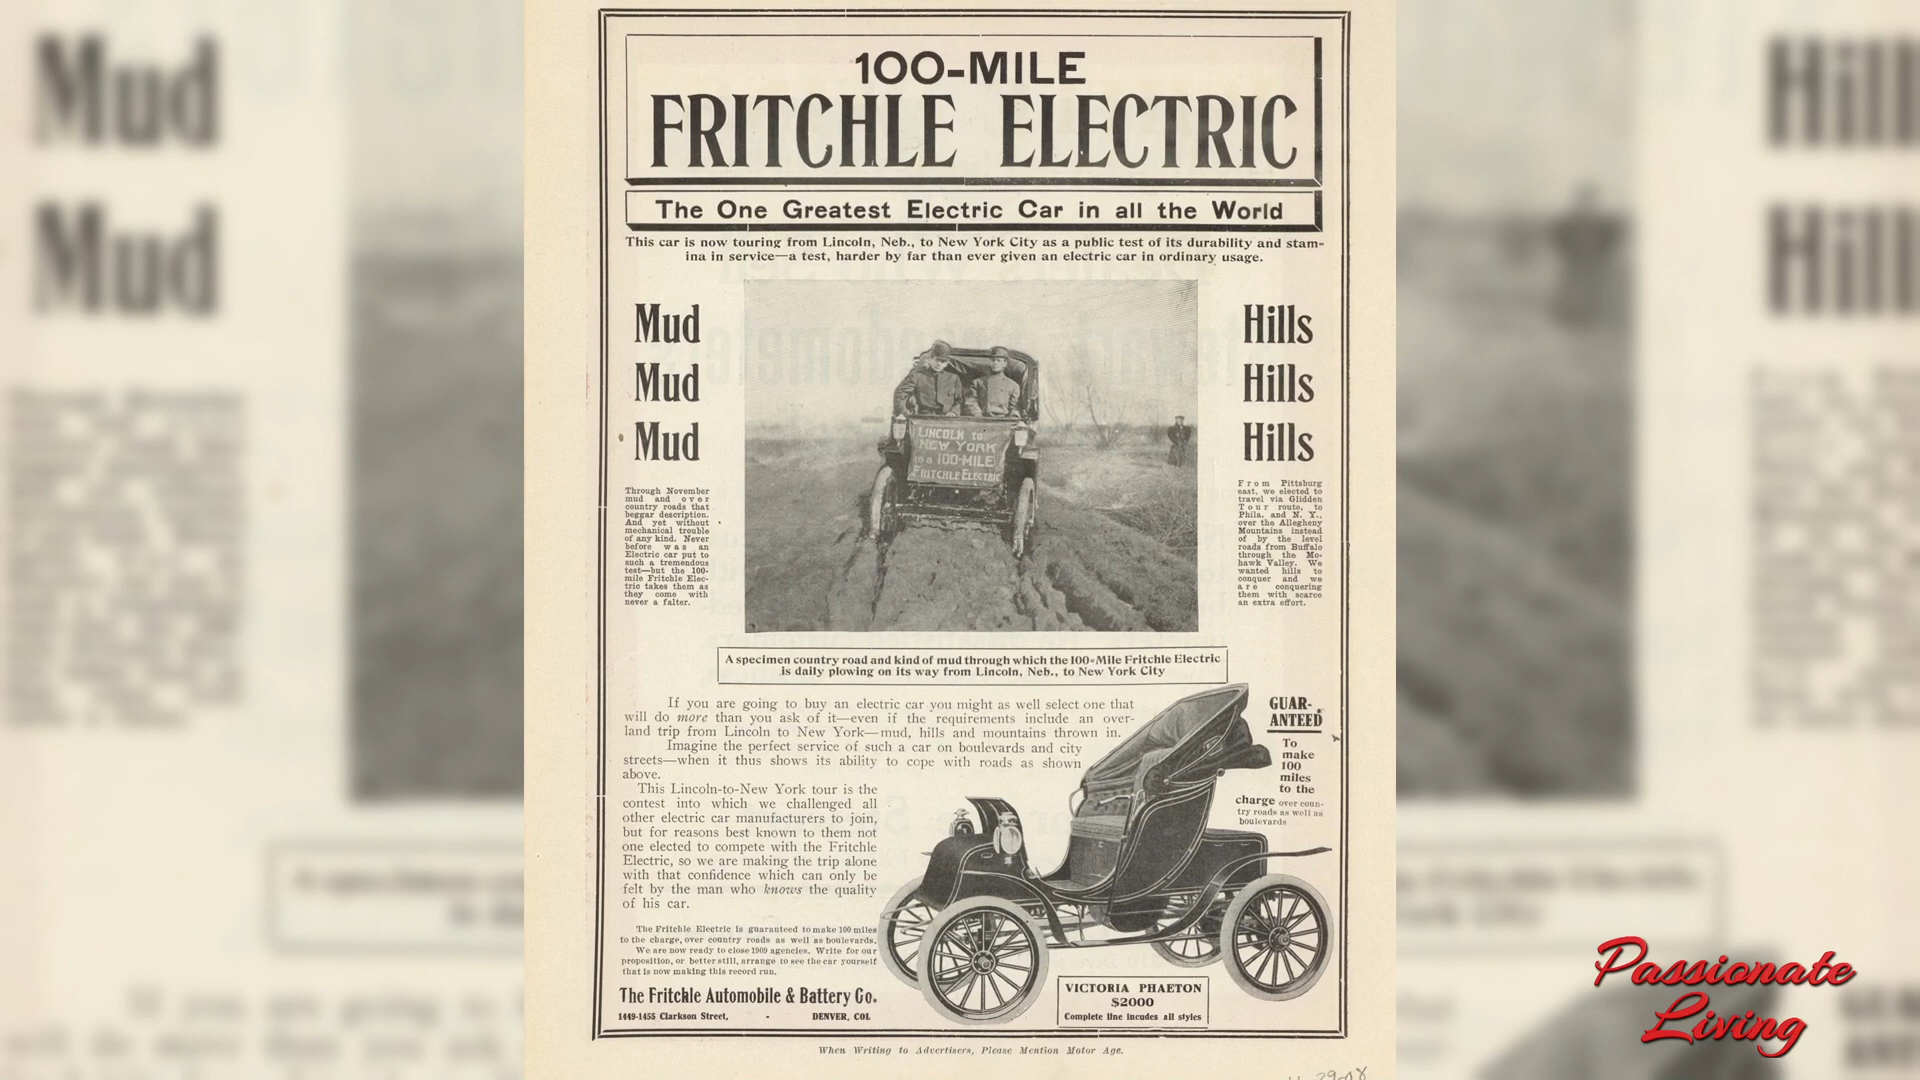 100-MILE
FRITCHLE ELECTRIC
The One Greatest Electric Car in all the World
This car is now touring from Lincoln, Neb., to New York City as a public test of its durability and stam-
ina in service—a test, harder by far than ever given an electric car in ordinary usage.
Mud
Mud
Mud
Through November
mud and over
country roads that
beggar description.
And yet without
mechanical trouble
of any kind. Never
before was an
Electric car put to
such a tremendous
test—but the 100-
mile Fritchle Elec-
tric takes them as
they come with
never a falter.
LINCOLN to
NEW YORK
in a 100-MILE
FRITCHLE ELECTRIC
Hills
Hills
Hills
From Pittsburg
east, we elected to
travel via Glidden
Tour route, to
Phila. and N. Y.,
over the Allegheny
Mountains instead
of by the level
roads from Buffalo
through the Mo-
hawk Valley. We
wanted hills to
conquer and we
are conquering
them with scarce
an extra effort.
A specimen country road and kind of mud through which the 100-Mile Fritchle Electric
is daily plowing on its way from Lincoln, Neb., to New York City
If you are going to buy an electric car you might as well select one that
will do more than you ask of it—even if the requirements include an over-
land trip from Lincoln to New York—mud, hills and mountains thrown in.
Imagine the perfect service of such a car on boulevards and city
streets—when it thus shows its ability to cope with roads as shown
above.
This Lincoln-to-New York tour is the
contest into which we challenged all
other electric car manufacturers to join,
but for reasons best known to them not
one elected to compete with the Fritchle
Electric, so we are making the trip alone
with that confidence which can only be
felt by the man who knows the quality
of his car.
The Fritchle Electric is guaranteed to make 100 miles
to the charge, over country roads as well as boulevards.
We are now ready to close 1909 agencies. Write for our
proposition, or better still, arrange to see the car yourself
that is now making this record run.
The Fritchle Automobile & Battery Co.
1449-1455 Clarkson Street, - DENVER, COL
GUAR-
ANTEED
To
make
100
miles
to the
charge over coun-
try roads as well as
boulevards
VICTORIA PHAETON
$2000
Complete line incudes all styles
When Writing to Advertisers, Please Mention Motor Age.
Passionate
Living